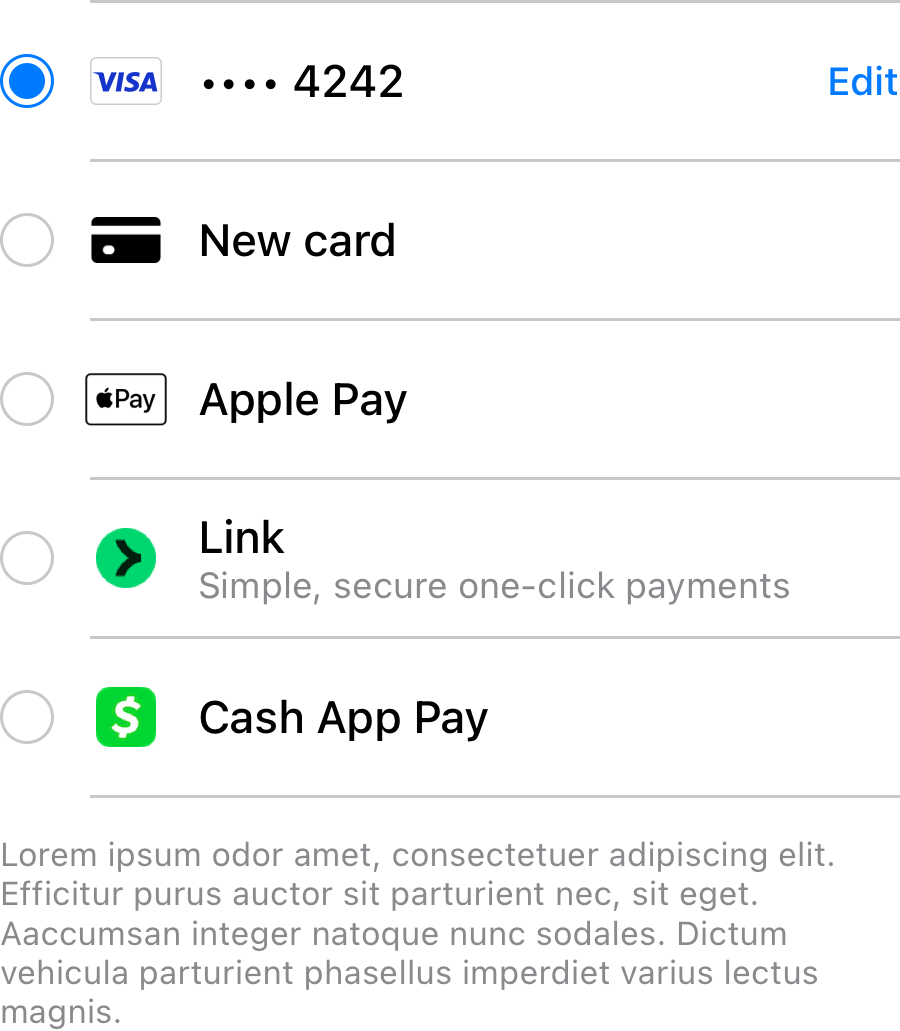 VISA •••• 4242 Edit
New card
Pay Apple Pay
Link
Simple, secure one-click payments
$ Cash App Pay
Lorem ipsum odor amet, consectetuer adipiscing elit.
Efficitur purus auctor sit parturient nec, sit eget.
Aaccumsan integer natoque nunc sodales. Dictum
vehicula parturient phasellus imperdiet varius lectus
magnis.